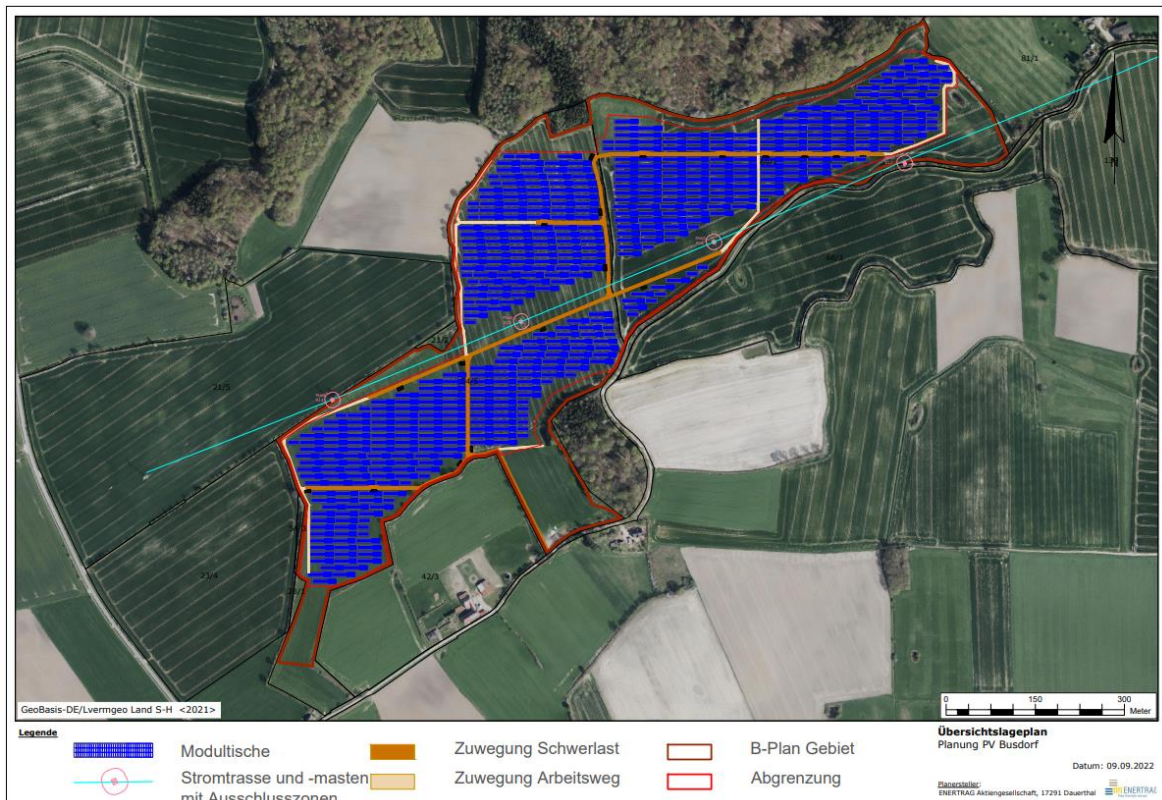 81/1
N
21/5
23/4
42/3
GeoBasis-DE/Lvermgeo Land S-H <2021>
0 150 300
Meter
Legende
Modultische
Stromtrasse und -masten
mit Ausschlusszonen
Zuwegung Schwerlast
Zuwegung Arbeitsweg
B-Plan Gebiet
Abgrenzung
Übersichtslageplan
Planung PV Busdorf
Datum: 09.09.2022
Planersteller:
ENERTRAG Aktiengesellschaft, 17291 Dauerthal
ENERTRAG